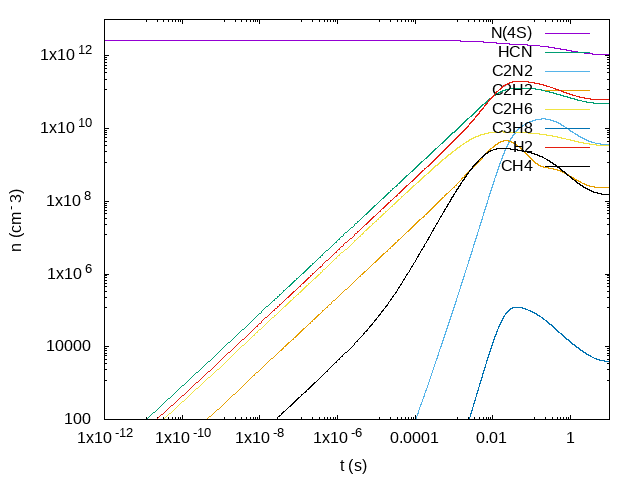 N(4S)
HCN
C2N2
C2H2
C2H6
C3H8
H2
CH4
1x10 12
1x10 10
1x10 8
1x10 6
10000
100
n (cm-3)
1x10 -12
1x10 -10
1x10 -8
1x10 -6
0.0001
0.01
1
t (s)